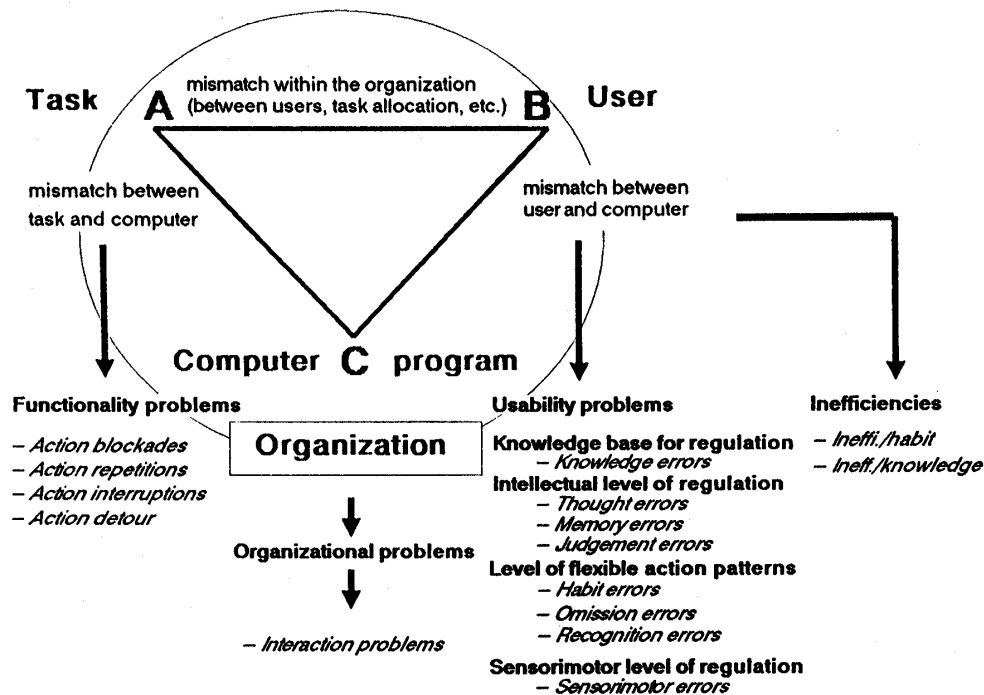 mismatch within the organization
Task A (between users, task allocation, etc.) B User
mismatch between
task and computer
mismatch between
user and computer
Computer C program
Functionality problems
– Action blockades
– Action repetitions
– Action interruptions
– Action detour
Organization
Organizational problems
– Interaction problems
Usability problems
Knowledge base for regulation
– Knowledge errors
Intellectual level of regulation
– Thought errors
– Memory errors
– Judgement errors
Level of flexible action patterns
– Habit errors
– Omission errors
– Recognition errors
Sensorimotor level of regulation
– Sensorimotor errors
Inefficiencies
– Ineffi./habit
– Ineff./knowledge